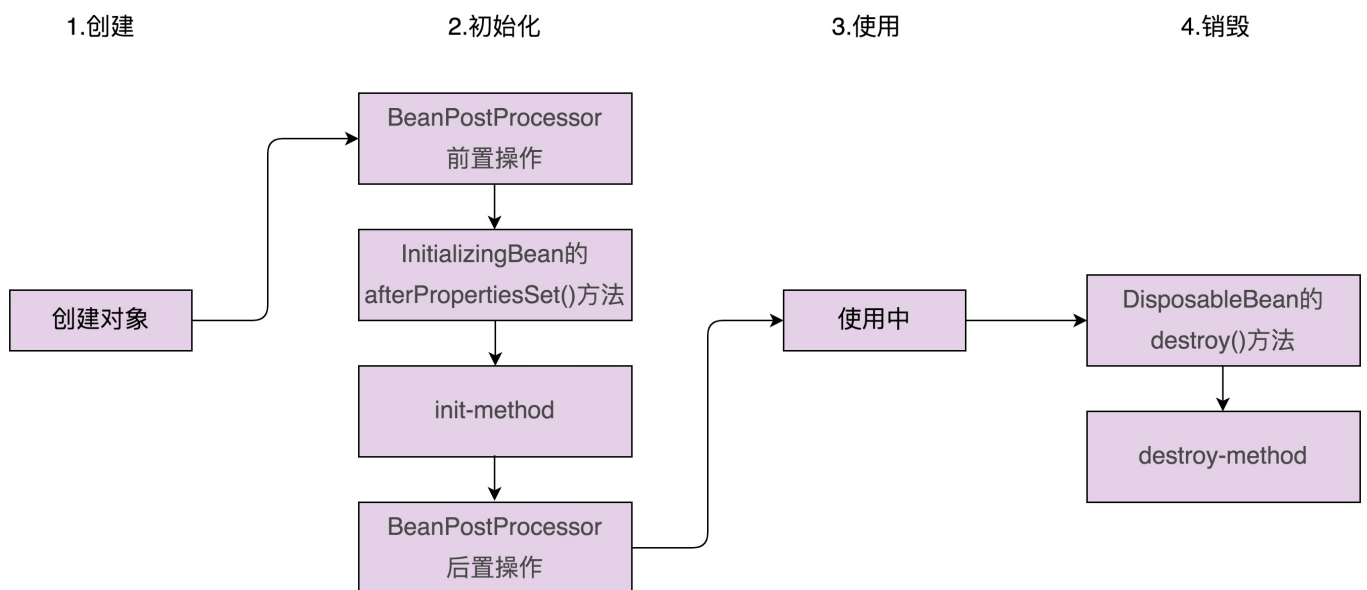 1.创建
2.初始化
3.使用
4.销毁
BeanPostProcessor
前置操作
InitializingBean的
afterPropertiesSet()方法
创建对象
init-method
BeanPostProcessor
后置操作
使用中
DisposableBean的
destroy()方法
destroy-method